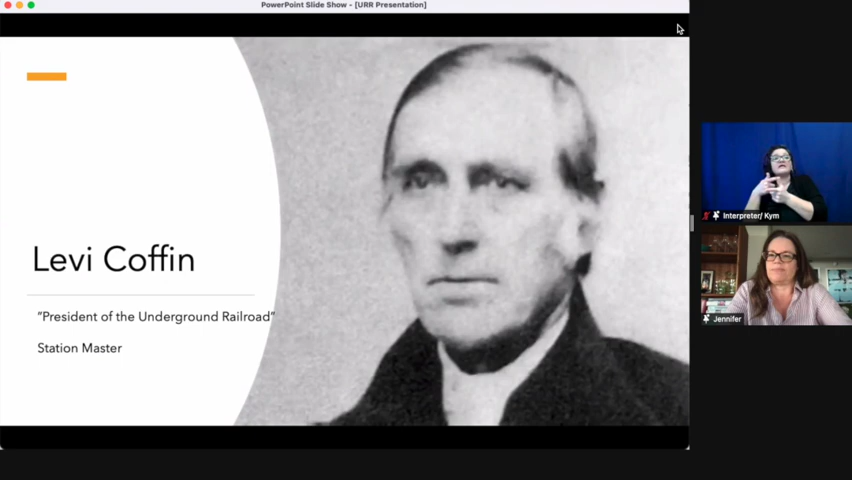 PowerPoint Slide Show - [URR Presentation]
Levi Coffin
"President of the Underground Railroad"
Station Master
Interpreter/ Kym
Jennifer